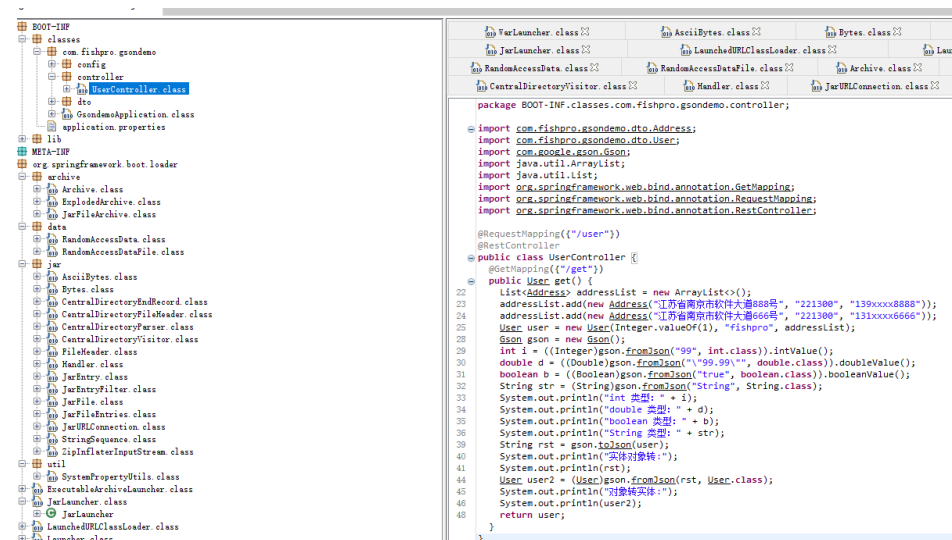 BOOT-INF
classes
com.fishpro.gsondemo
config
controller
UserController.class
dto
GsondemoApplication.class
application.properties
lib
META-INF
org.springframework.boot.loader
archive
Archive.class
ExplodedArchive.class
JarFileArchive.class
data
RandomAccessData.class
RandomAccessDataFile.class
jar
AsciiBytes.class
Bytes.class
CentralDirectoryEndRecord.class
CentralDirectoryFileHeader.class
CentralDirectoryParser.class
CentralDirectoryVisitor.class
FileHeader.class
Handler.class
JarEntry.class
JarEntryFilter.class
JarFile.class
JarFileEntries.class
JarURLConnection.class
StringSequence.class
ZipInflaterInputStream.class
util
SystemPropertyUtils.class
ExecutableArchiveLauncher.class
JarLauncher.class
JarLauncher
LaunchedURLClassLoader.class
Launcher.class
WarLauncher.class AsciiBytes.class Bytes.class
JarLauncher.class LaunchedURLClassLoader.class Lau
RandomAccessData.class RandomAccessDataFile.class Archive.class
CentralDirectoryVisitor.class Handler.class JarURLConnection.class
package BOOT-INF.classes.com.fishpro.gsondemo.controller;
import com.fishpro.gsondemo.dto.Address;
import com.fishpro.gsondemo.dto.User;
import com.google.gson.Gson;
import java.util.ArrayList;
import java.util.List;
import org.springframework.web.bind.annotation.GetMapping;
import org.springframework.web.bind.annotation.RequestMapping;
import org.springframework.web.bind.annotation.RestController;
@RequestMapping({"/user"})
@RestController
public class UserController {
@GetMapping({"/get"})
public User get() {
22 List<Address> addressList = new ArrayList<>();
23 addressList.add(new Address("江苏省南京市软件大道888号", "221300", "139xxxx8888"));
24 addressList.add(new Address("江苏省南京市软件大道666号", "221300", "131xxxx6666"));
25 User user = new User(Integer.valueOf(1), "fishpro", addressList);
28 Gson gson = new Gson();
29 int i = ((Integer)gson.fromJson("99", int.class)).intValue();
30 double d = ((Double)gson.fromJson("\"99.99\"", double.class)).doubleValue();
31 boolean b = ((Boolean)gson.fromJson("true", boolean.class)).booleanValue();
32 String str = (String)gson.fromJson("String", String.class);
33 System.out.println("int 类型: " + i);
34 System.out.println("double 类型: " + d);
35 System.out.println("boolean 类型: " + b);
36 System.out.println("String 类型: " + str);
39 String rst = gson.toJson(user);
40 System.out.println("实体对象转:");
41 System.out.println(rst);
44 User user2 = (User)gson.fromJson(rst, User.class);
45 System.out.println("对象转实体:");
46 System.out.println(user2);
48 return user;
}
}